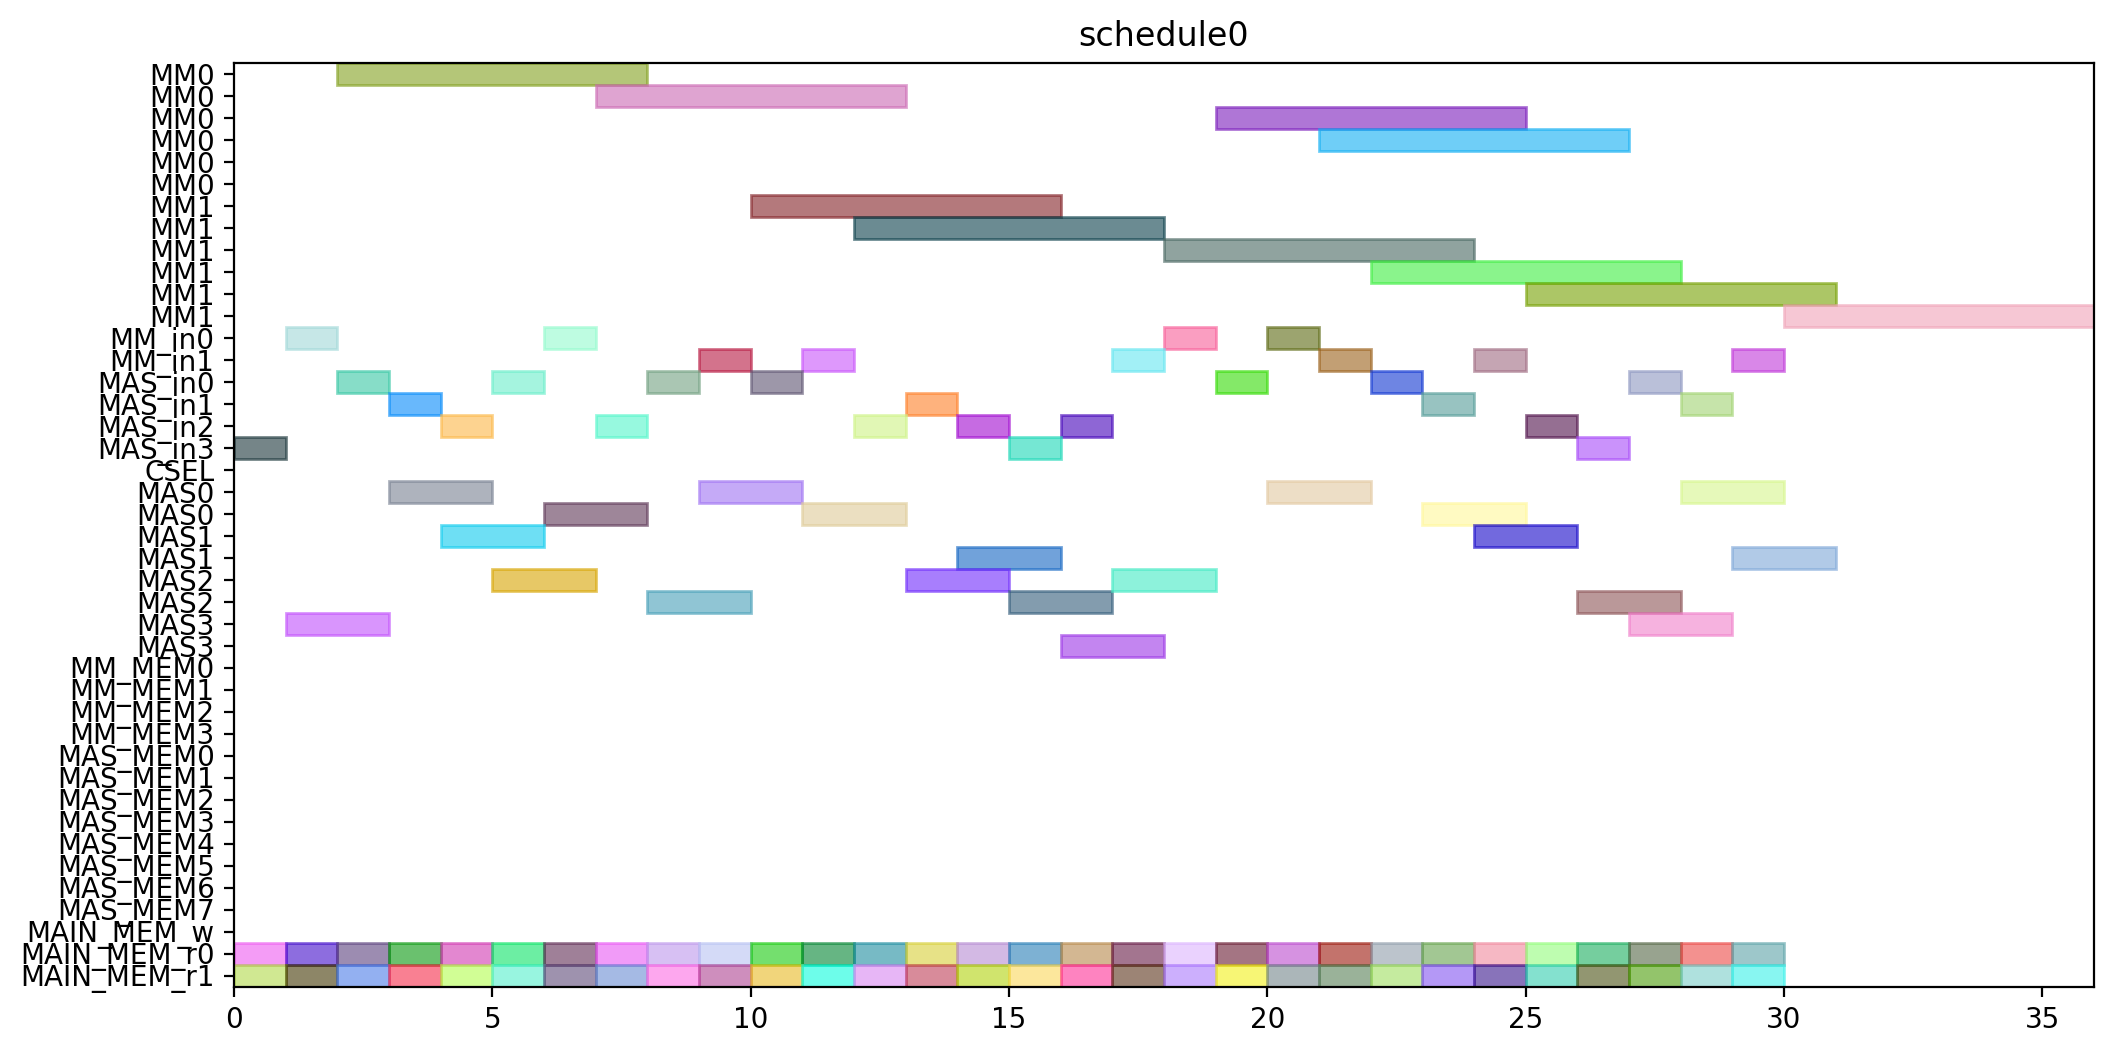 schedule0
MM0
MM0
MM0
MM0
MM0
MM0
MM1
MM1
MM1
MM1
MM1
MM1
MM_in0
MM_in1
MAS_in0
MAS_in1
MAS_in2
MAS_in3
CSEL
MAS0
MAS0
MAS1
MAS1
MAS2
MAS2
MAS3
MAS3
MM_MEM0
MM_MEM1
MM_MEM2
MM_MEM3
MAS_MEM0
MAS_MEM1
MAS_MEM2
MAS_MEM3
MAS_MEM4
MAS_MEM5
MAS_MEM6
MAS_MEM7
MAIN_MEM_w
MAIN_MEM_r0
MAIN_MEM_r1
0 5 10 15 20 25 30 35